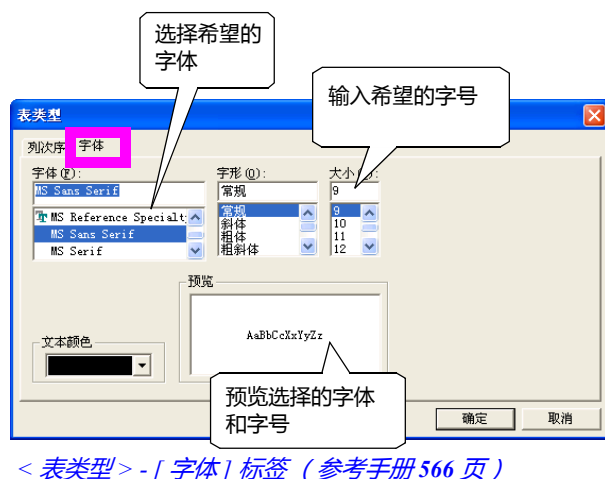 选择希望的
字体
输入希望的字号
表类型
列次序 字体
字体(F): 字形(O): 大小
MS Sans Serif 常规 9
MS Reference Specialt 常规 9
MS Sans Serif 斜体 10
MS Serif 粗体 11
粗斜体 12
预览
AaBbCcXxYyZz
文本颜色
预览选择的字体
和字号
确定 取消
< 表类型 > - [ 字体 ] 标签 （ 参考手册 566 页 ）